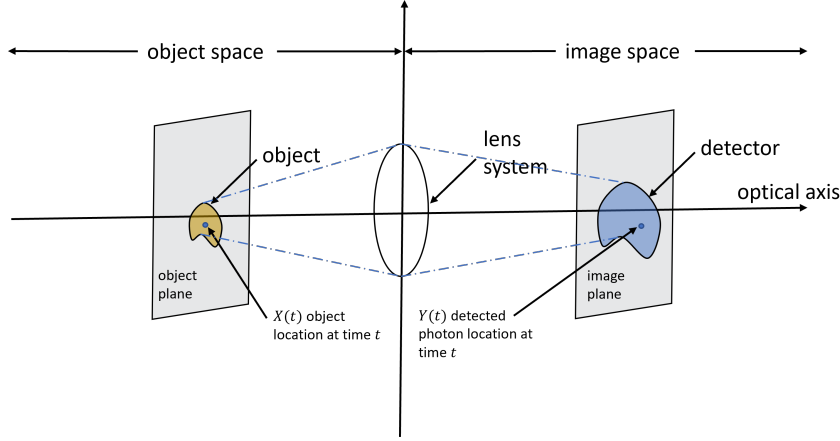 object space
image space
object
lens
system
detector
optical axis
object
plane
image
plane
X(t) object
location at time t
Y(t) detected
photon location at
time t